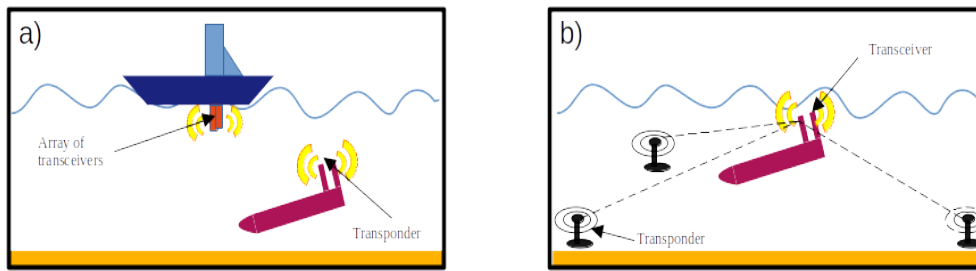 a)
Array of
transceivers
Transponder
b)
Transceiver
Transponder